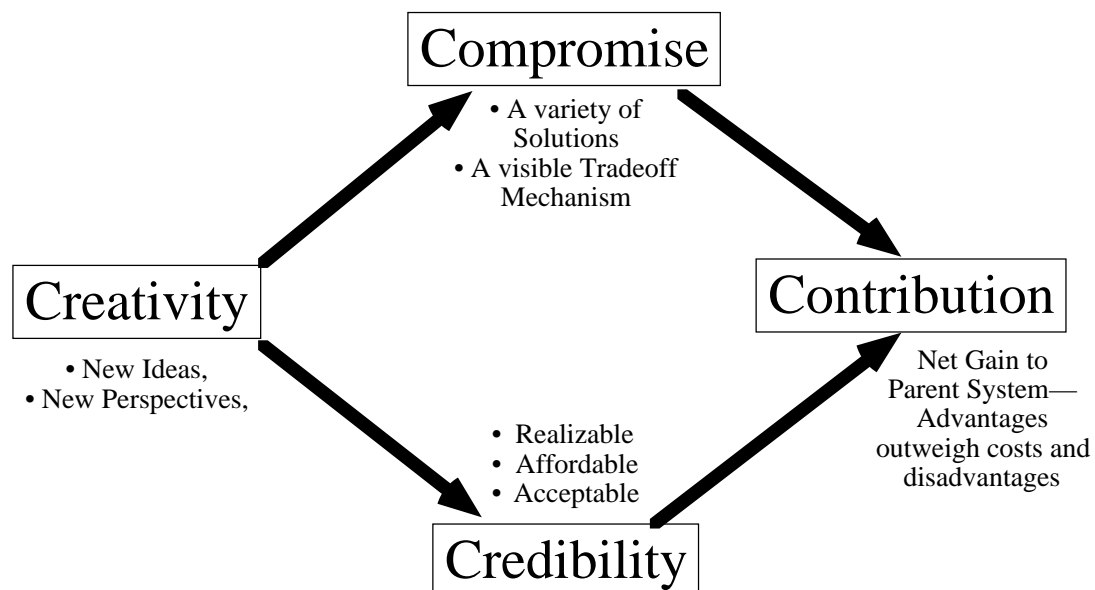 Compromise
• A variety of
Solutions
• A visible Tradeoff
Mechanism
Creativity
• New Ideas,
• New Perspectives,
Contribution
Net Gain to
Parent System—
Advantages
outweigh costs and
disadvantages
• Realizable
• Affordable
• Acceptable
Credibility